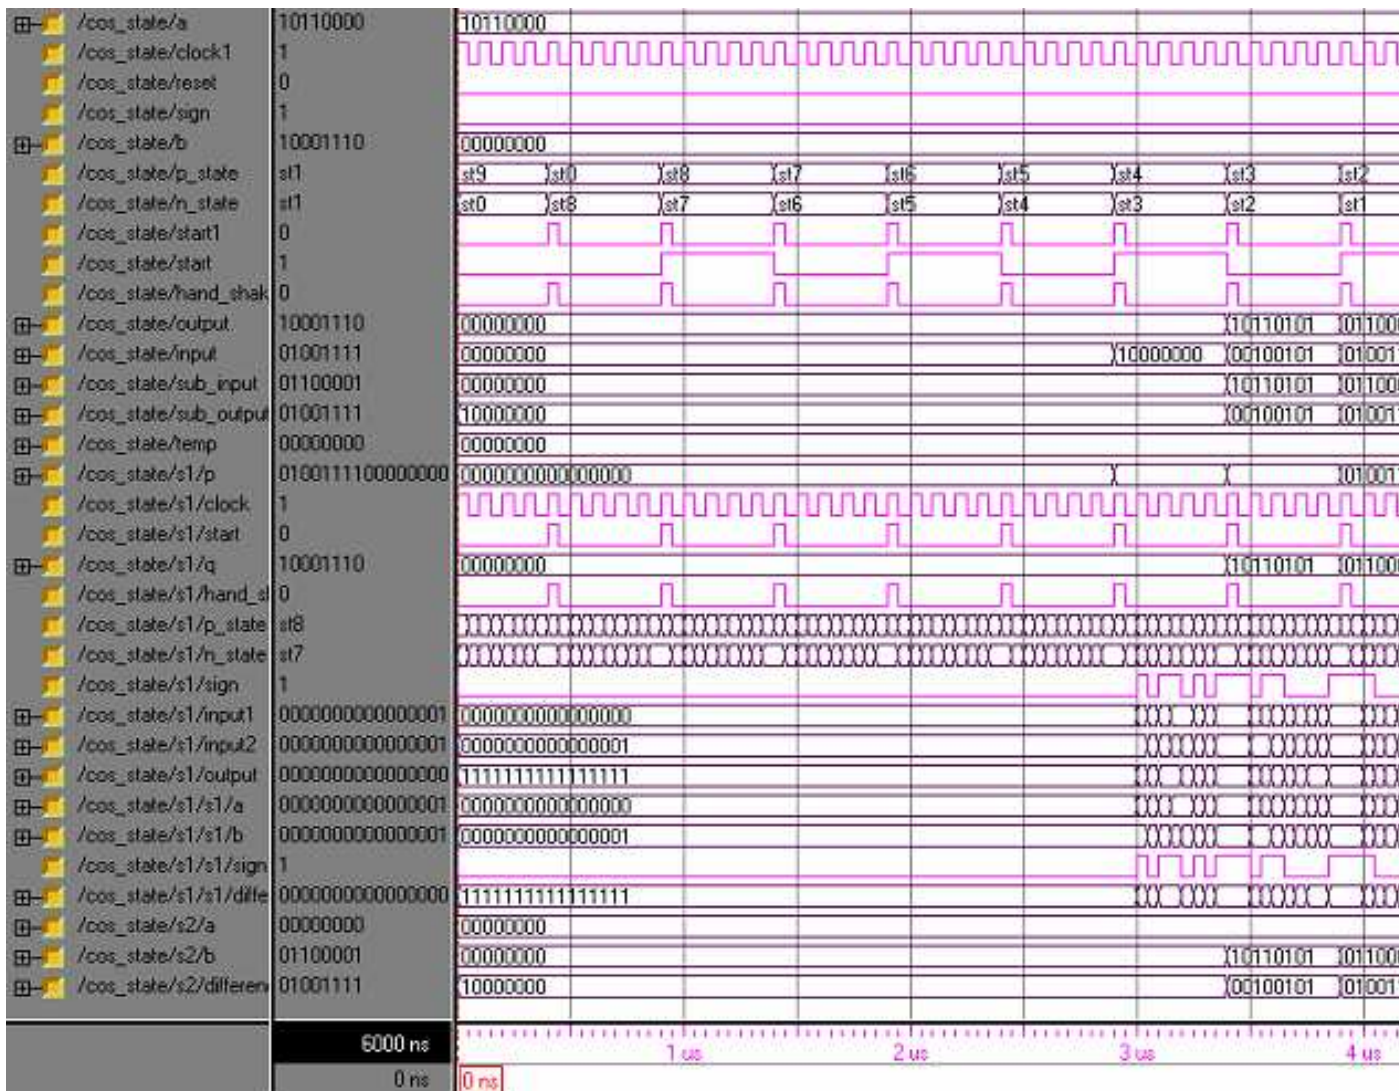 /cos_state/a 10110000 10110000
/cos_state/clock1 1
/cos_state/reset 0
/cos_state/sign 1
/cos_state/b 10001110 00000000
/cos_state/p_state st1 st9 st0 st8 st7 st6 st5 st4 st3 st2
/cos_state/n_state st1 st0 st8 st7 st6 st5 st4 st3 st2 st1
/cos_state/start1 0
/cos_state/start 1
/cos_state/hand_shak 0
/cos_state/output 10001110 00000000 10110101 011000
/cos_state/input 01001111 00000000 10000000 00100101 010011
/cos_state/sub_input 01100001 00000000 10110101 011000
/cos_state/sub_output 01001111 10000000 00100101 010011
/cos_state/temp 00000000 00000000
/cos_state/s1/p 0100111100000000 0000000000000000 010011
/cos_state/s1/clock 1
/cos_state/s1/start 0
/cos_state/s1/q 10001110 00000000 10110101 011000
/cos_state/s1/hand_sl 0
/cos_state/s1/p_state st8
/cos_state/s1/n_state st7
/cos_state/s1/sign 1
/cos_state/s1/input1 0000000000000001 0000000000000000
/cos_state/s1/input2 0000000000000001 0000000000000001
/cos_state/s1/output 0000000000000000 1111111111111111
/cos_state/s1/s1/a 0000000000000001 0000000000000000
/cos_state/s1/s1/b 0000000000000001 0000000000000001
/cos_state/s1/s1/sign 1
/cos_state/s1/s1/diffe 0000000000000000 1111111111111111
/cos_state/s2/a 00000000 00000000
/cos_state/s2/b 01100001 00000000 10110101 011000
/cos_state/s2/differen 01001111 10000000 00100101 010011
6000 ns 1 us 2 us 3 us 4 us
0 ns 0 ns